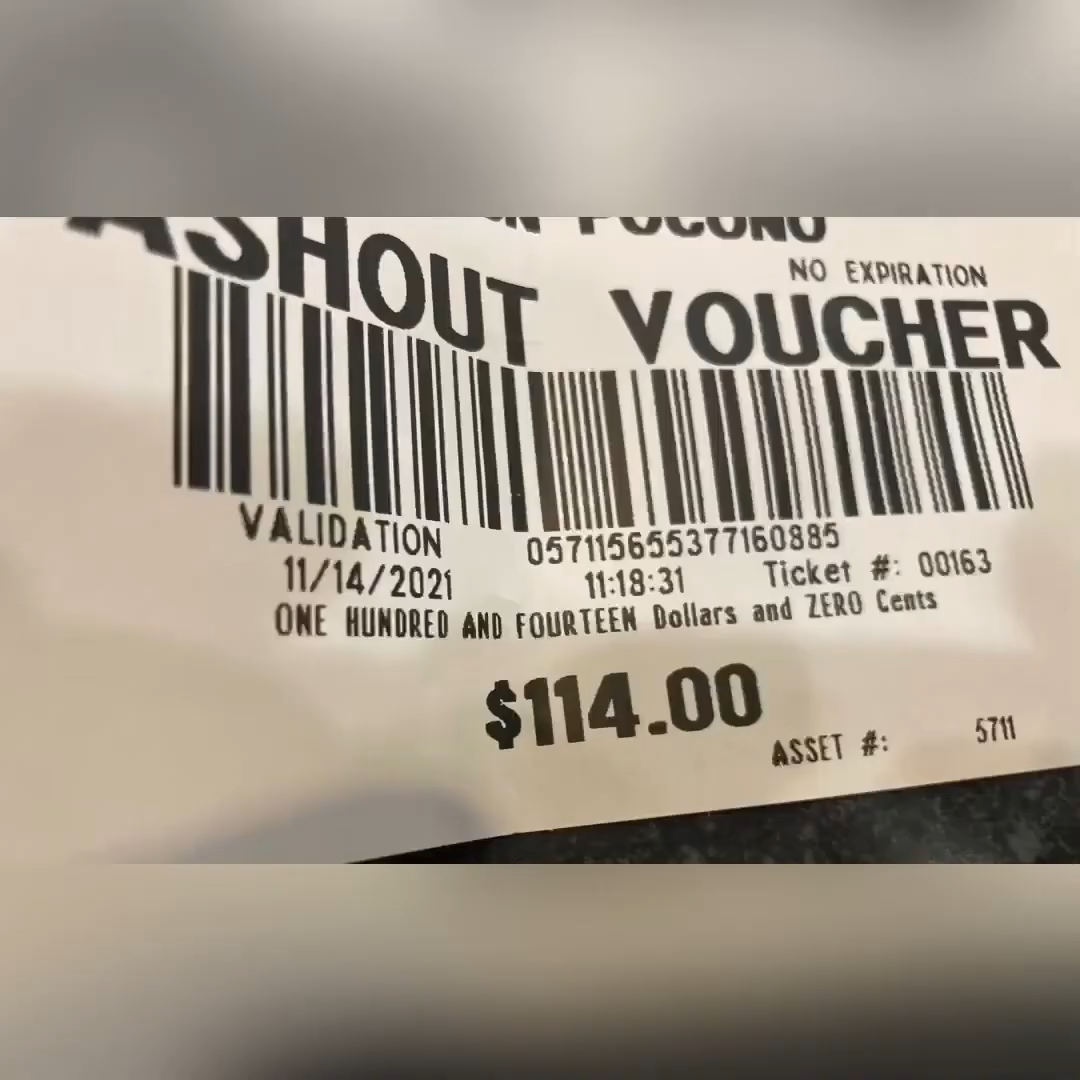 POCONO
NO EXPIRATION
ASHOUT VOUCHER
VALIDATION 057115655377160885
11/14/2021 11:18:31 Ticket #: 00163
ONE HUNDRED AND FOURTEEN Dollars and ZERO Cents
$114.00
ASSET #: 5711